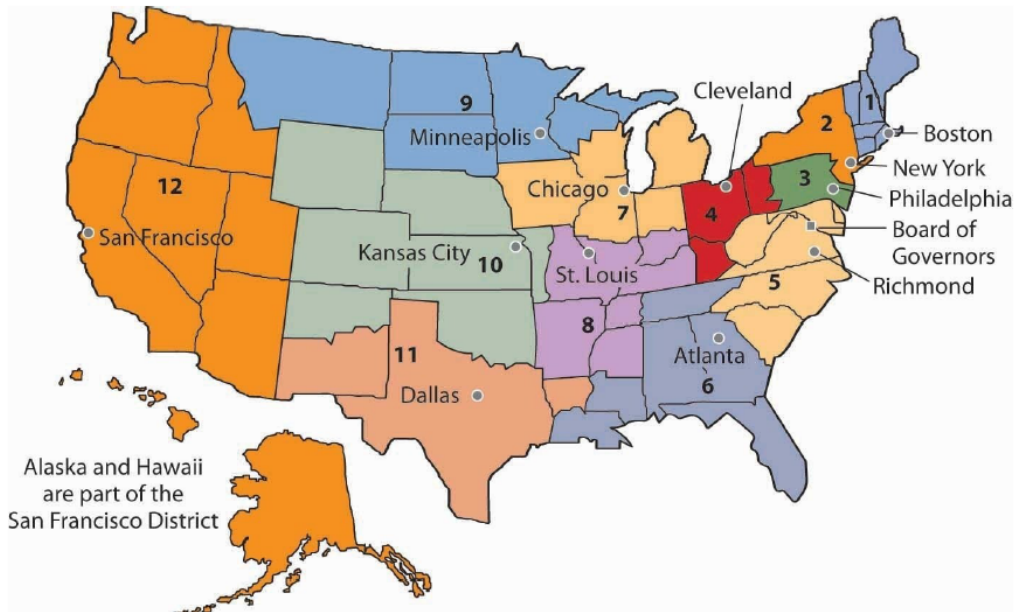 Cleveland
1
2
9
Minneapolis
Boston
New York
3
Philadelphia
12
Chicago
7
4
Board of
Governors
San Francisco
Kansas City
10
St. Louis
Richmond
5
8
11
Atlanta
6
Dallas
Alaska and Hawaii
are part of the
San Francisco District